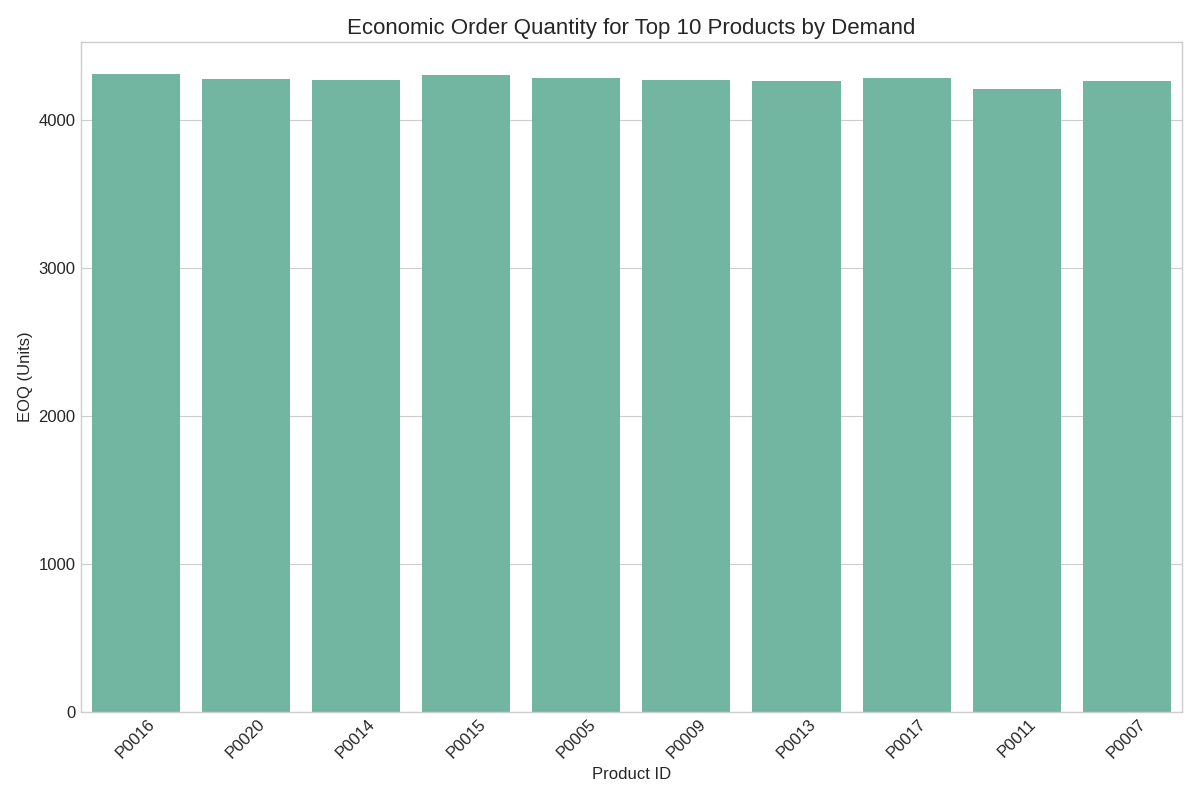 Economic Order Quantity for Top 10 Products by Demand
EOQ (Units)
4000
3000
2000
1000
0
P0016
P0020
P0014
P0015
P0005
P0009
P0013
P0017
P0011
P0007
Product ID